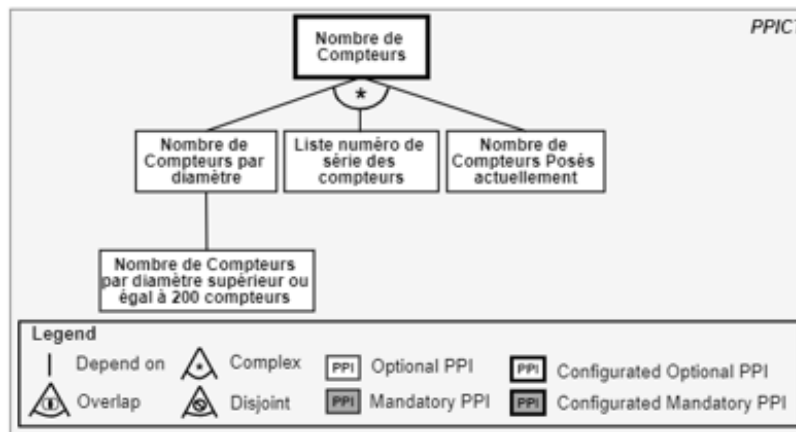 PPICT
Nombre de
Compteurs
*
Nombre de
Compteurs par
diamètre
Liste numéro de
série des
compteurs
Nombre de
Compteurs Posés
actuellement
Nombre de Compteurs
par diamètre supérieur ou
égal à 200 compteurs
Legend
Depend on
* Complex
PPI Optional PPI
PPI Configurated Optional PPI
Overlap
Disjoint
PPI Mandatory PPI
PPI Configurated Mandatory PPI